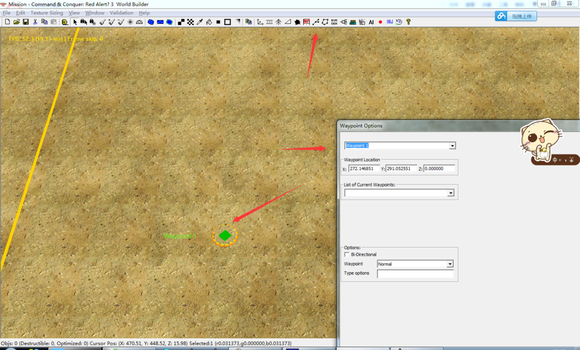 Mission - Command & Conquer: Red Alert? 3 World Builder
File Edit Texture Sizing View Window Validation Help
拖拽上传
AI
Waypoint Options
Waypoint Location
X: 272.146851 Y: 291.052551 Z: 0.000000
List of Current Waypoints:
Options:
Bi-Directional
Waypoint Normal
Type options
Objs: 0 (Destructible: 0, Optimized: 0) Cursor Pos: (X: 470.51, Y: 448.52, Z: 15.98) Selected:1 (r0.031373,g0.000000,b0.031373)